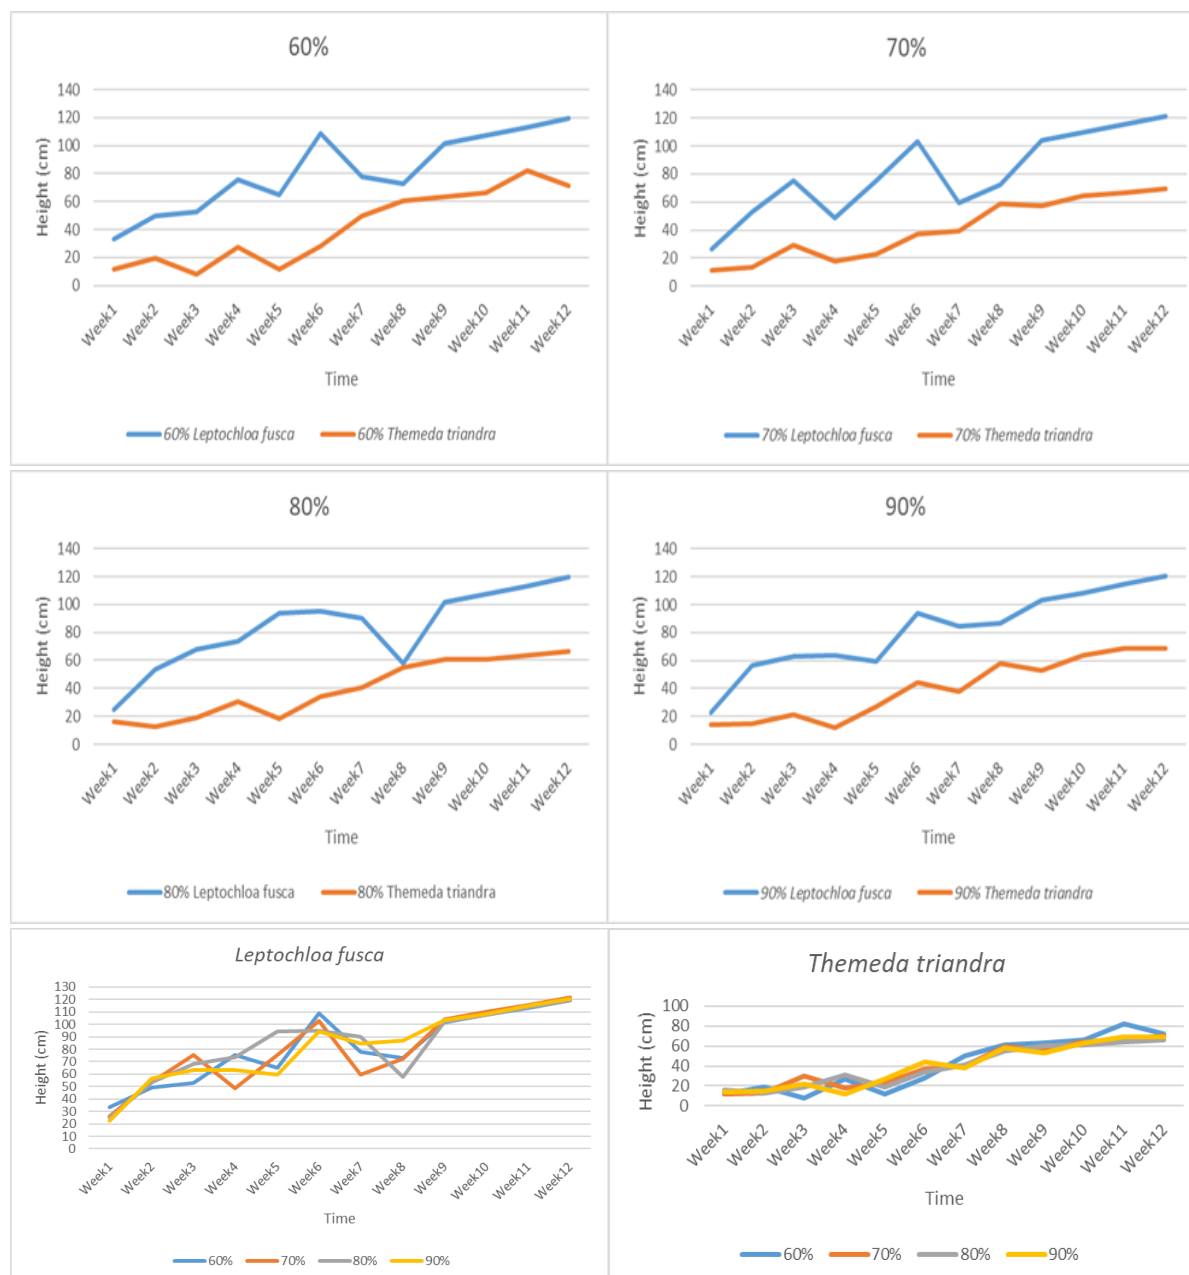 60%
140
120
100
80
60
40
20
0
Height (cm)
Week1 Week2 Week3 Week4 Week5 Week6 Week7 Week8 Week9 Week10 Week11 Week12
Time
60% Leptochloa fusca 60% Themeda triandra
70%
140
120
100
80
60
40
20
0
Height (cm)
Week1 Week2 Week3 Week4 Week5 Week6 Week7 Week8 Week9 Week10 Week11 Week12
Time
70% Leptochloa fusca 70% Themeda triandra
80%
140
120
100
80
60
40
20
0
Height (cm)
Week1 Week2 Week3 Week4 Week5 Week6 Week7 Week8 Week9 Week10 Week11 Week12
Time
80% Leptochloa fusca 80% Themeda triandra
90%
140
120
100
80
60
40
20
0
Height (cm)
Week1 Week2 Week3 Week4 Week5 Week6 Week7 Week8 Week9 Week10 Week11 Week12
Time
90% Leptochloa fusca 90% Themeda triandra
Leptochloa fusca
130
120
110
100
90
80
70
60
50
40
30
20
10
0
Height (cm)
Week1 Week2 Week3 Week4 Week5 Week6 Week7 Week8 Week9 Week10 Week11 Week12
Time
60% 70% 80% 90%
Themeda triandra
100
80
60
40
20
0
Height (cm)
Week1 Week2 Week3 Week4 Week5 Week6 Week7 Week8 Week9 Week10 Week11 Week12
Time
60% 70% 80% 90%